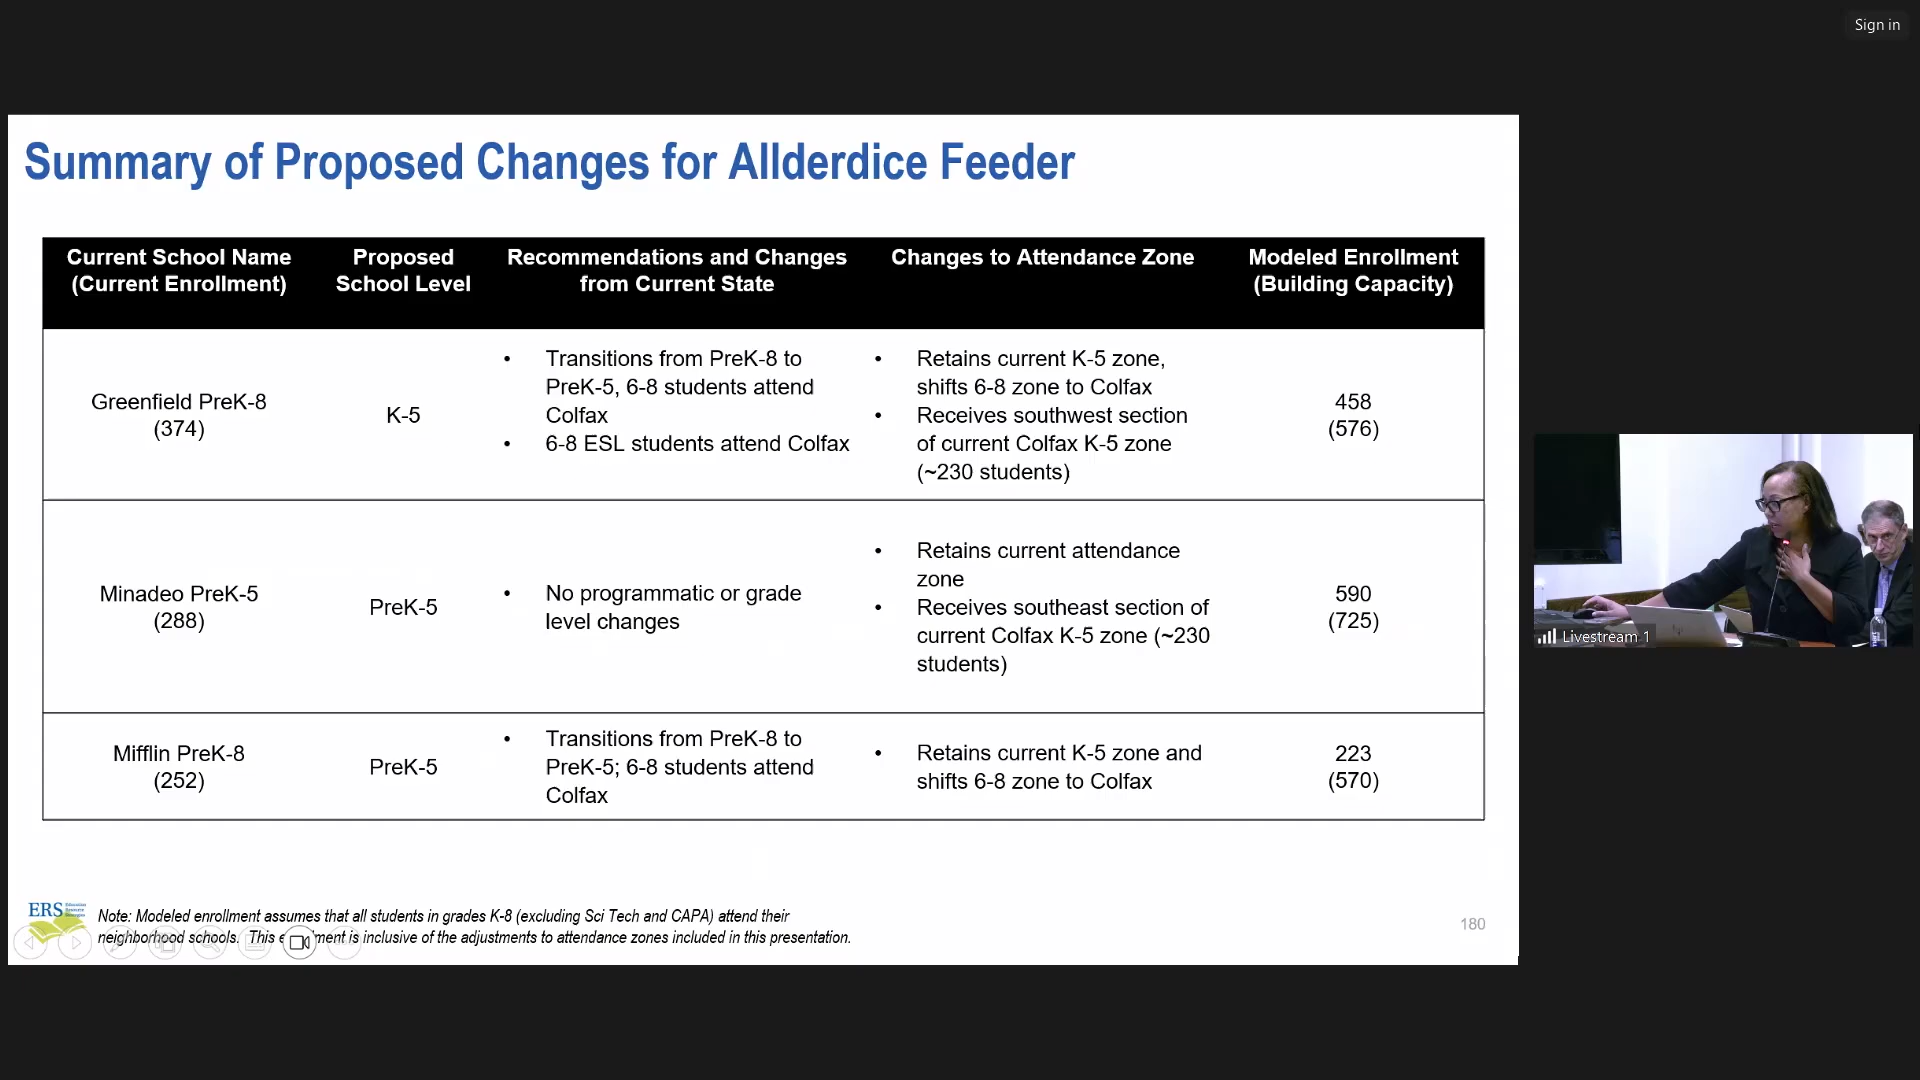 Sign in
Summary of Proposed Changes for Allderdice Feeder
Current School Name
(Current Enrollment)
Proposed
School Level
Recommendations and Changes
from Current State
Changes to Attendance Zone
Modeled Enrollment
(Building Capacity)
Greenfield PreK-8
(374)
K-5
• Transitions from PreK-8 to
PreK-5, 6-8 students attend
Colfax
• 6-8 ESL students attend Colfax
• Retains current K-5 zone,
shifts 6-8 zone to Colfax
• Receives southwest section
of current Colfax K-5 zone
(~230 students)
458
(576)
Minadeo PreK-5
(288)
PreK-5
• No programmatic or grade
level changes
• Retains current attendance
zone
• Receives southeast section of
current Colfax K-5 zone (~230
students)
590
(725)
Mifflin PreK-8
(252)
PreK-5
• Transitions from PreK-8 to
PreK-5; 6-8 students attend
Colfax
• Retains current K-5 zone and
shifts 6-8 zone to Colfax
223
(570)
ERS
Note: Modeled enrollment assumes that all students in grades K-8 (excluding Sci Tech and CAPA) attend their
neighborhood schools. This is inclusive of the adjustments to attendance zones included in this presentation.
180
Livestream 1